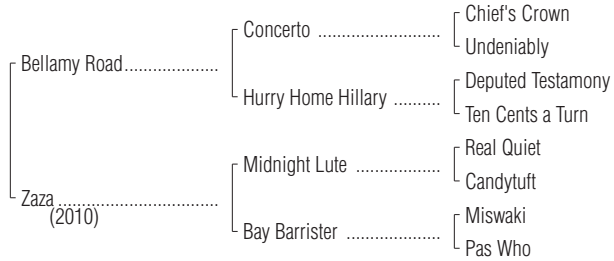 Chief's Crown
Concerto ................................
Undeniably
Bellamy Road.........................
Deputed Testamony
Hurry Home Hillary ............
Ten Cents a Turn
Real Quiet
Midnight Lute ......................
Candytuft
Zaza ..........................................
(2010)
Miswaki
Bay Barrister ........................
Pas Who